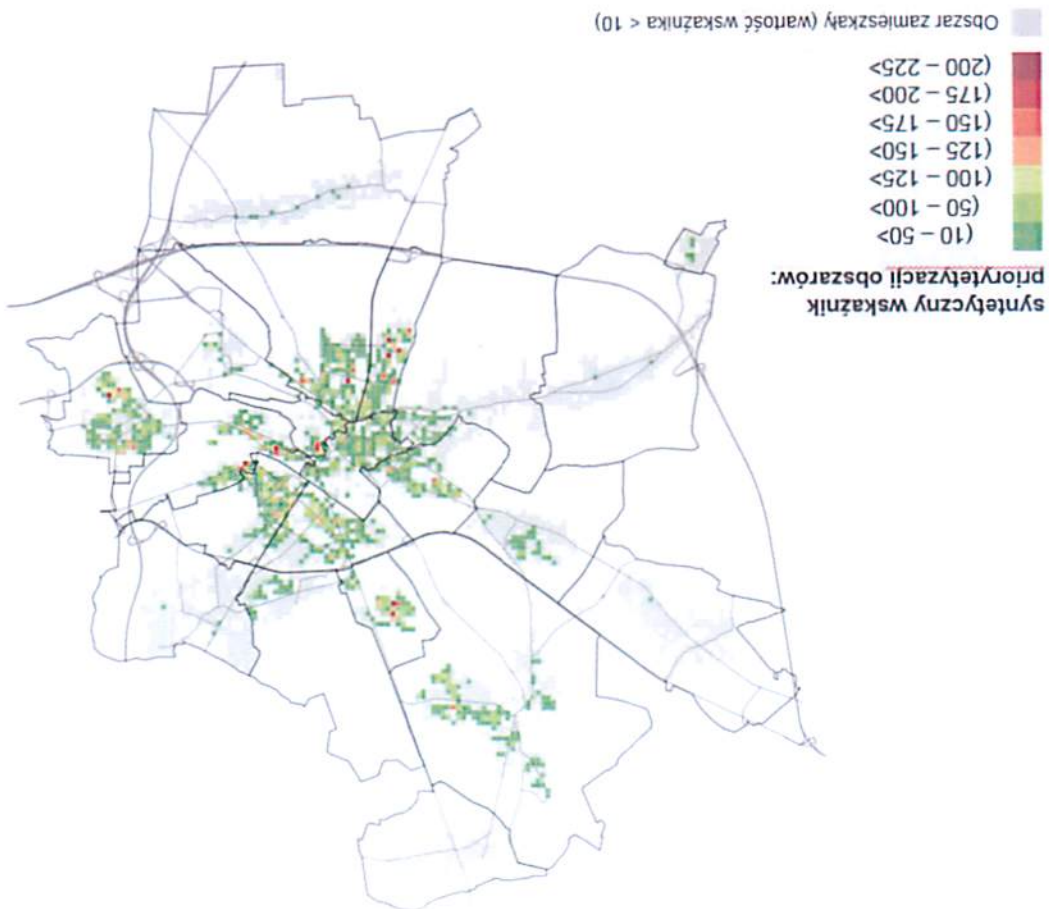 syntetyczny wskaźnik
priorytetyzacji obszarów:
(10 – 50>
(50 – 100>
(100 – 125>
(125 – 150>
(150 – 175>
(175 – 200>
(200 – 225>
Obszar zamieszkały (wartość wskaźnika < 10)